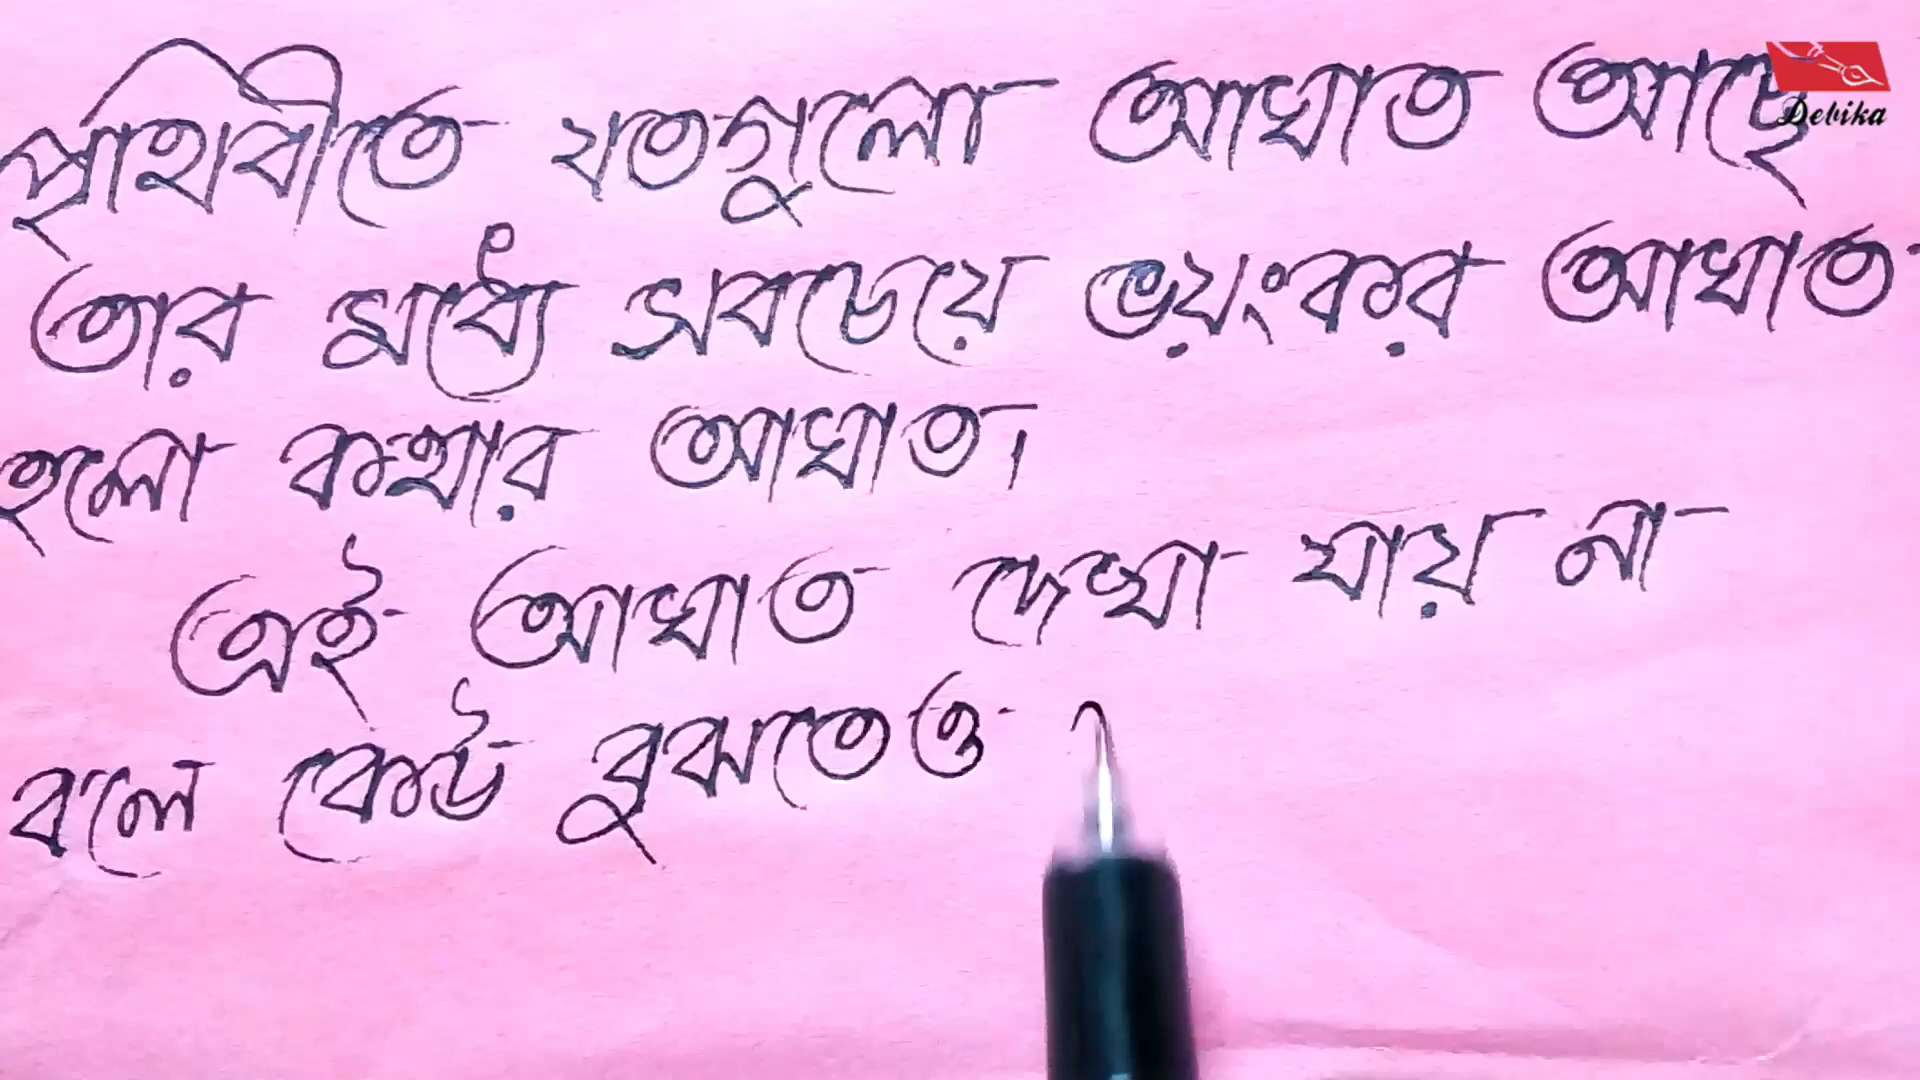 পৃথিবীতে যতগুলো আঘাত আছে
Debika
তার মধ্যে সবচেয়ে ভয়ংকর আঘাত
হলো কথার আঘাত।
এই আঘাত দেখা যায় না
বলে কেউ বুঝতেও